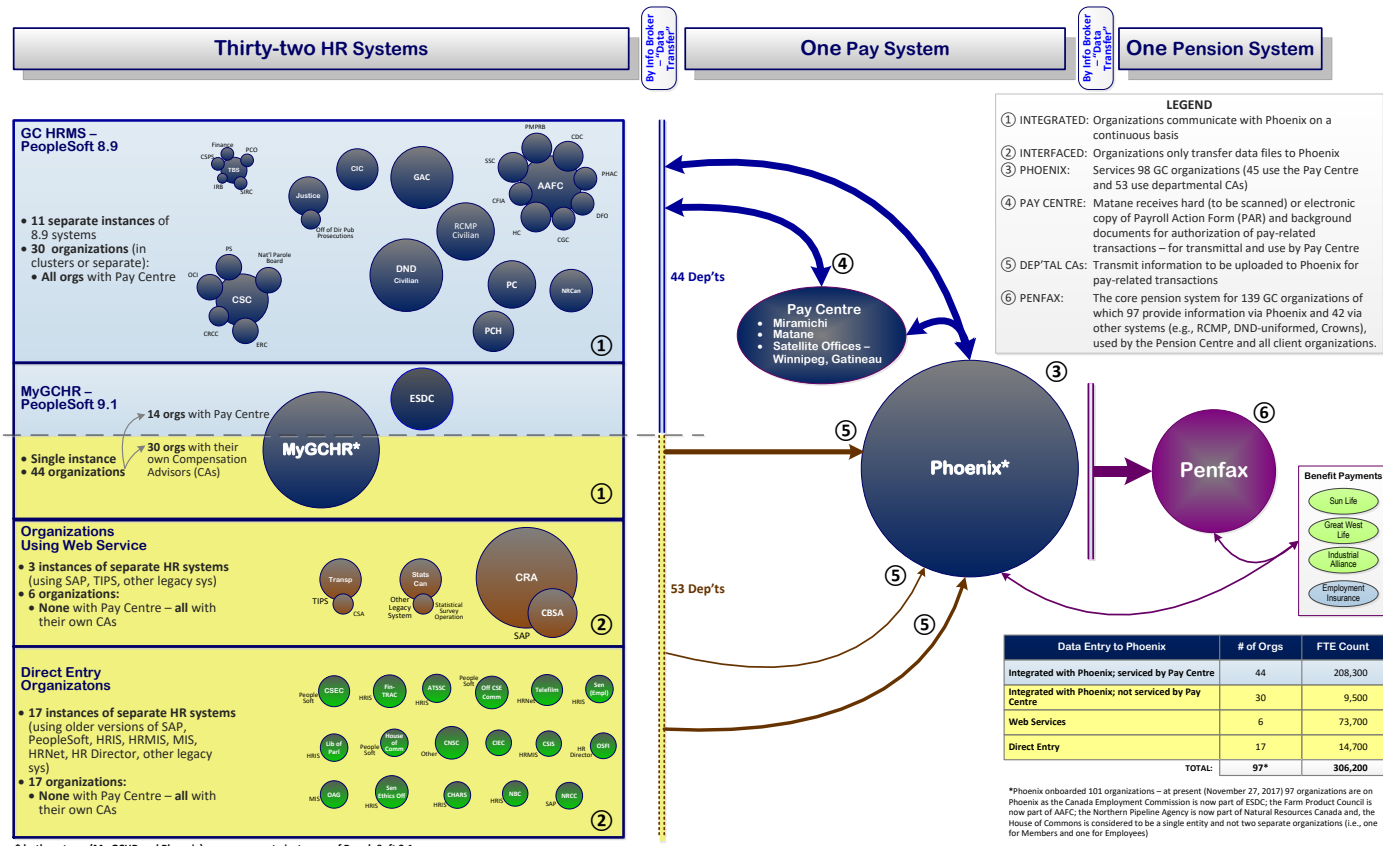 Thirty-two HR Systems
By Info Broker
– "Data
Transfer"
One Pay System
By Info Broker
– "Data
Transfer"
One Pension System
GC HRMS –
PeopleSoft 8.9
• 11 separate instances of
8.9 systems
• 30 organizations (in
clusters or separate):
• All orgs with Pay Centre
Finance
PCO
CSPS
TBS
IRB
SIRC
Justice
Off of Dir Pub
Prosecutions
CIC
GAC
PMPRB
CDC
SSC
PHAC
AAFC
CFIA
DFO
HC
CGC
RCMP
Civilian
PS
Nat'l Parole
Board
OCI
CSC
CRCC
ERC
DND
Civilian
PC
NRCan
PCH
①
MyGCHR –
PeopleSoft 9.1
14 orgs with Pay Centre
ESDC
MyGCHR*
• Single instance
• 44 organizations
30 orgs with their
own Compensation
Advisors (CAs)
①
Organizations
Using Web Service
• 3 instances of separate HR systems
(using SAP, TIPS, other legacy sys)
• 6 organizations:
• None with Pay Centre – all with
their own CAs
Transp
TIPS
CSA
Stats
Can
Other
Legacy
System
Statistical
Survey
Operation
CRA
CBSA
SAP
②
Direct Entry
Organizatons
• 17 instances of separate HR systems
(using older versions of SAP,
PeopleSoft, HRIS, HRMIS, MIS,
HRNet, HR Director, other legacy
sys)
• 17 organizations:
• None with Pay Centre – all with
their own CAs
People
Soft
CSEC
HRIS
Fin-
TRAC
HRIS
ATSSC
People
Soft
Off CSE
Comm
HRNet
Telefilm
HRIS
Sen
(Empl)
HRIS
Lib of
Parl
People
Soft
House
of
Comm
Other
CNSC
CIEC
HRMIS
CSIS
HR
Director
OSFI
MIS
OAG
HRIS
Sen
Ethics Off
HRIS
CHARS
HRIS
NBC
SAP
NRCC
②
44 Dep'ts
53 Dep'ts
④
Pay Centre
• Miramichi
• Matane
• Satellite Offices –
Winnipeg, Gatineau
③
⑤
Phoenix*
⑤
⑤
⑥
Penfax
LEGEND
① INTEGRATED: Organizations communicate with Phoenix on a
continuous basis
② INTERFACED: Organizations only transfer data files to Phoenix
③ PHOENIX: Services 98 GC organizations (45 use the Pay Centre
and 53 use departmental CAs)
④ PAY CENTRE: Matane receives hard (to be scanned) or electronic
copy of Payroll Action Form (PAR) and background
documents for authorization of pay-related
transactions – for transmittal and use by Pay Centre
⑤ DEP'TAL CAs: Transmit information to be uploaded to Phoenix for
pay-related transactions
⑥ PENFAX: The core pension system for 139 GC organizations of
which 97 provide information via Phoenix and 42 via
other systems (e.g., RCMP, DND-uniformed, Crowns),
used by the Pension Centre and all client organizations.
Benefit Payments
Sun Life
Great West
Life
Industrial
Alliance
Employment
Insurance
Data Entry to Phoenix # of Orgs FTE Count
Integrated with Phoenix; serviced by Pay Centre 44 208,300
Integrated with Phoenix; not serviced by Pay
Centre 30 9,500
Web Services 6 73,700
Direct Entry 17 14,700
TOTAL: 97* 306,200
*Phoenix onboarded 101 organizations – at present (November 27, 2017) 97 organizations are on
Phoenix as the Canada Employment Commission is now part of ESDC; the Farm Product Council is
now part of AAFC; the Northern Pipeline Agency is now part of Natural Resources Canada and, the
House of Commons is considered to be a single entity and not two separate organizations (i.e., one
for Members and one for Employees)